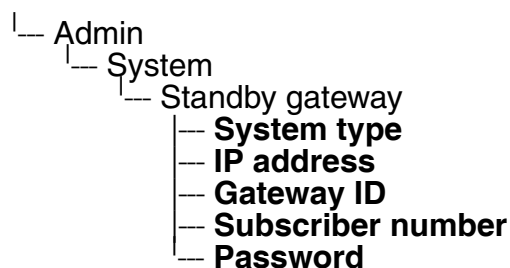 Admin
System
Standby gateway
System type
IP address
Gateway ID
Subscriber number
Password